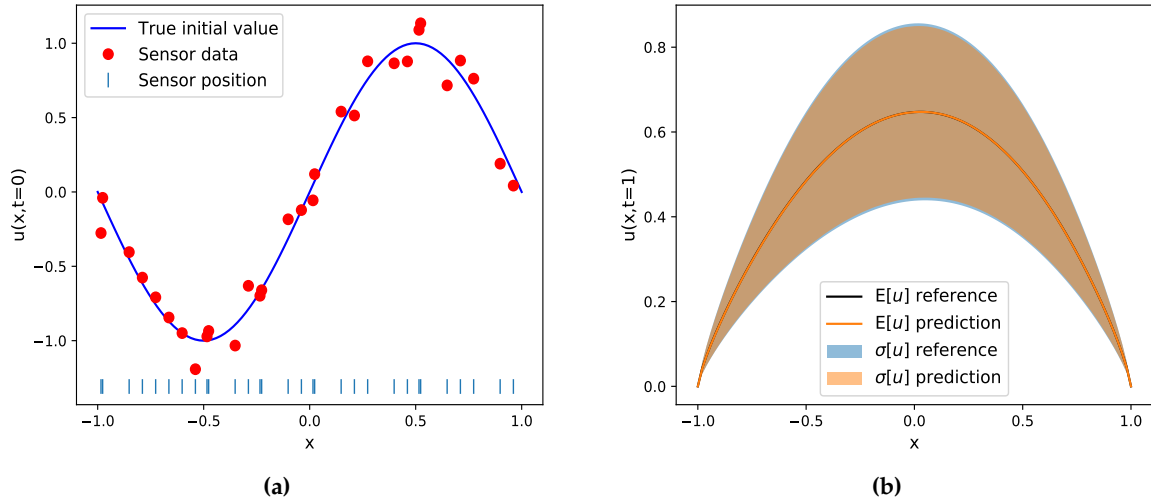 True initial value
Sensor data
Sensor position
1.0
0.5
0.0
−0.5
−1.0
u(x,t=0)
−1.0
−0.5
0.0
0.5
1.0
x
(a)
0.8
0.6
0.4
0.2
0.0
u(x,t=1)
E[u] reference
E[u] prediction
σ[u] reference
σ[u] prediction
−1.0
−0.5
0.0
0.5
1.0
x
(b)